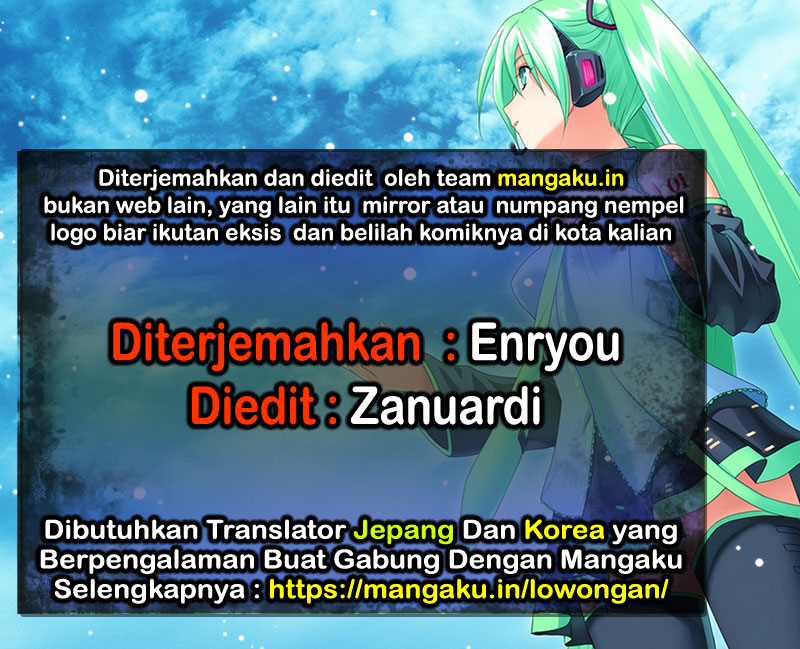 Diterjemahkan dan diedit oleh team mangaku.in
bukan web lain, yang lain itu mirror atau numpang nempel
logo biar ikutan eksis dan belilah komiknya di kota kalian
Diterjemahkan : Enryou
Diedit : Zanuardi
Dibutuhkan Translator Jepang Dan Korea yang
Berpengalaman Buat Gabung Dengan Mangaku
Selengkapnya : https://mangaku.in/lowongan/
01